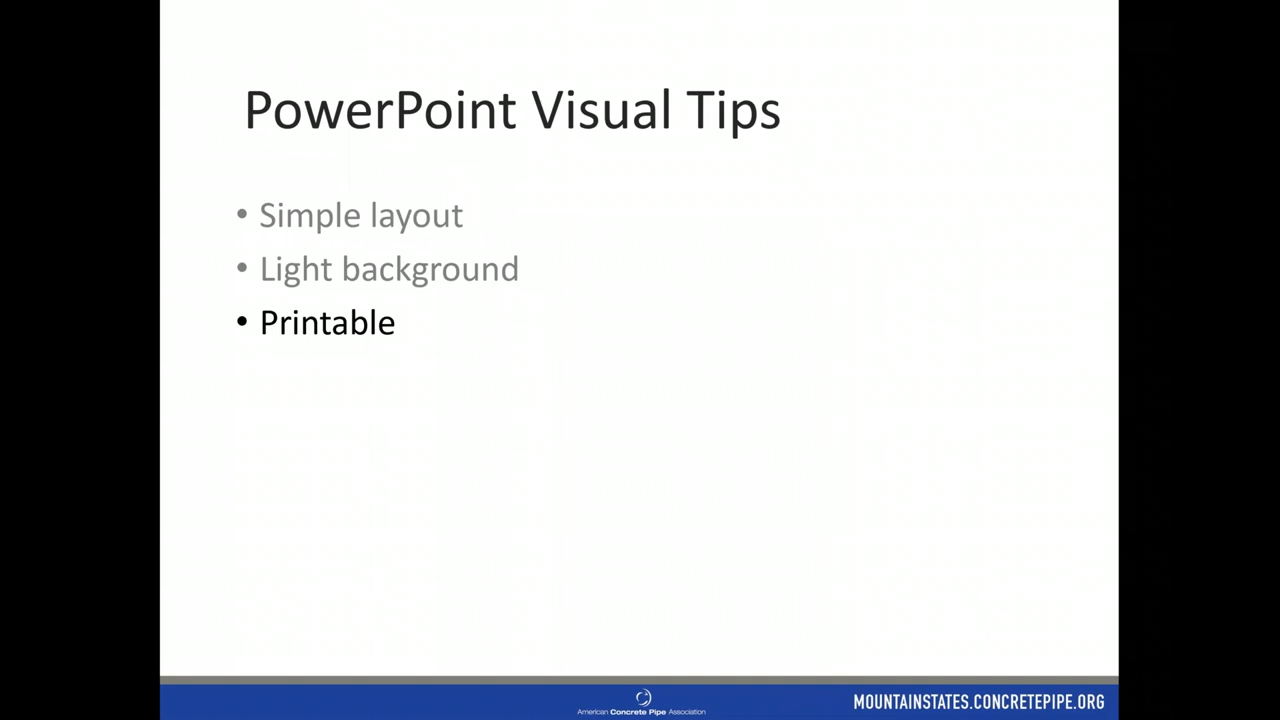 PowerPoint Visual Tips
• Simple layout
• Light background
• Printable
American Concrete Pipe Association
MOUNTAINSTATES.CONCRETEPIPE.ORG